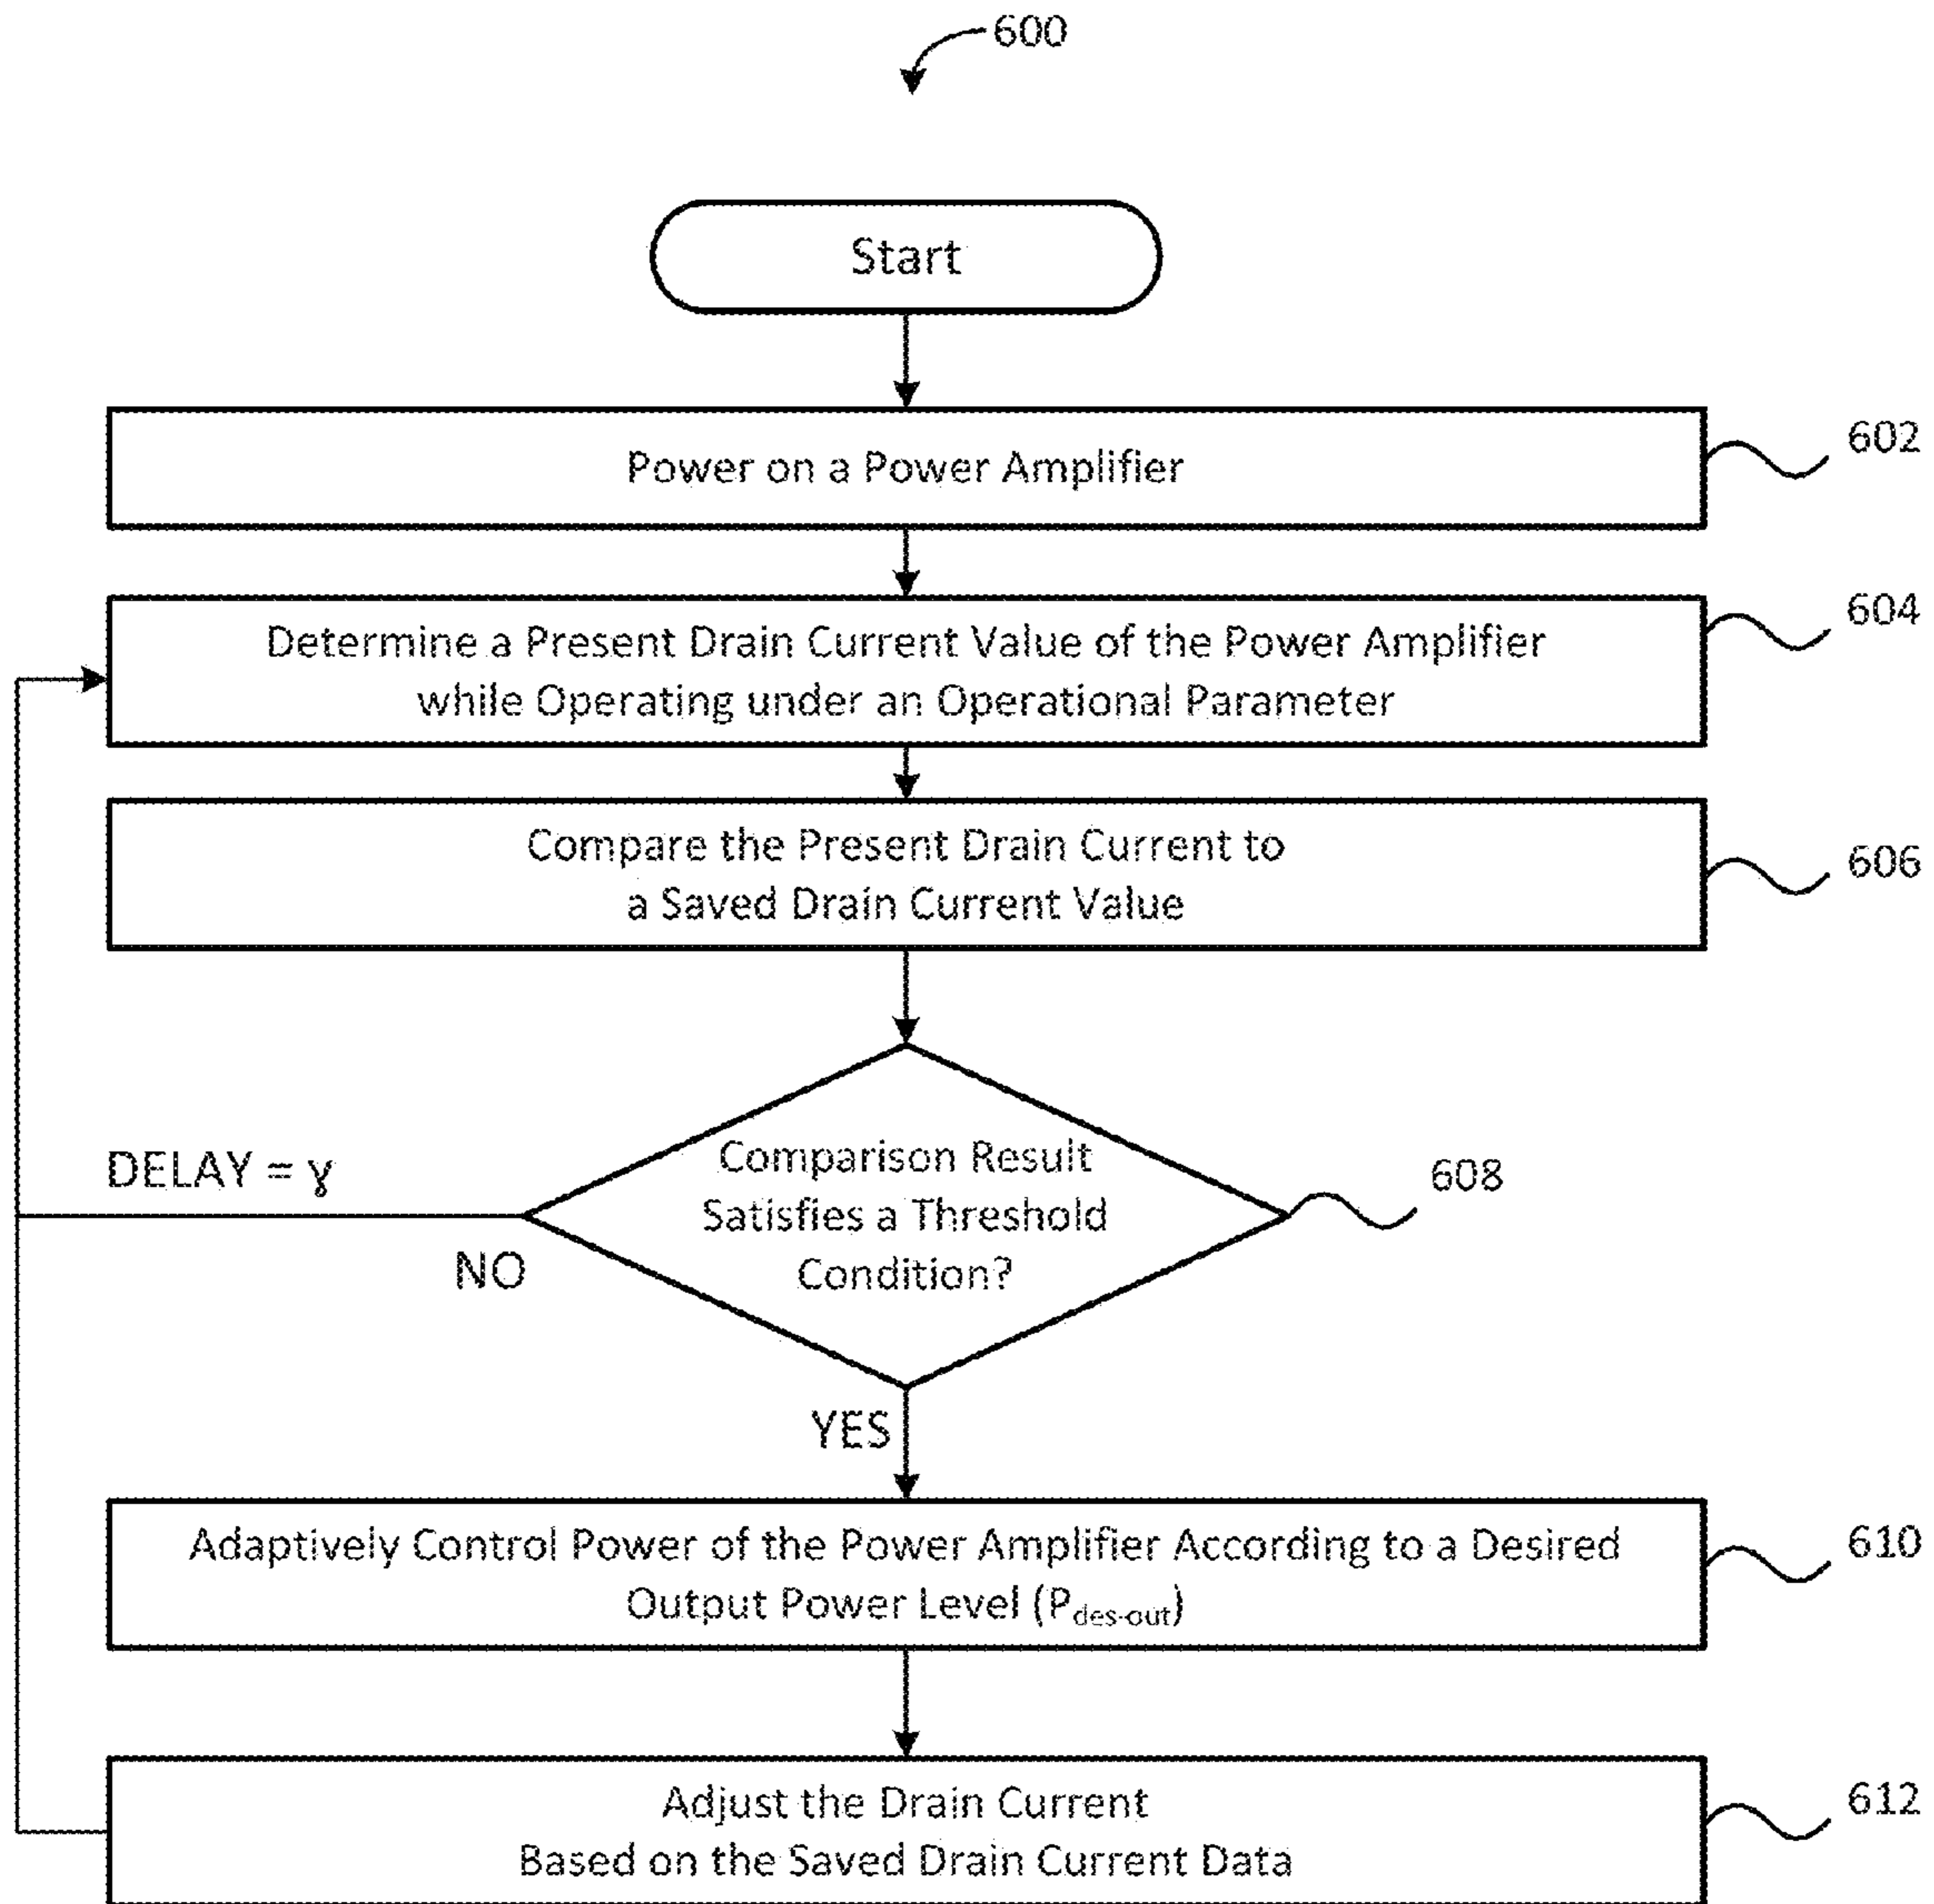 600
Start
Power on a Power Amplifier
602
Determine a Present Drain Current Value of the Power Amplifier
while Operating under an Operational Parameter
604
Compare the Present Drain Current to
a Saved Drain Current Value
606
Comparison Result
Satisfies a Threshold
Condition?
608
DELAY = ɣ
NO
YES
Adaptively Control Power of the Power Amplifier According to a Desired
Output Power Level (Pdes-out)
610
Adjust the Drain Current
Based on the Saved Drain Current Data
612